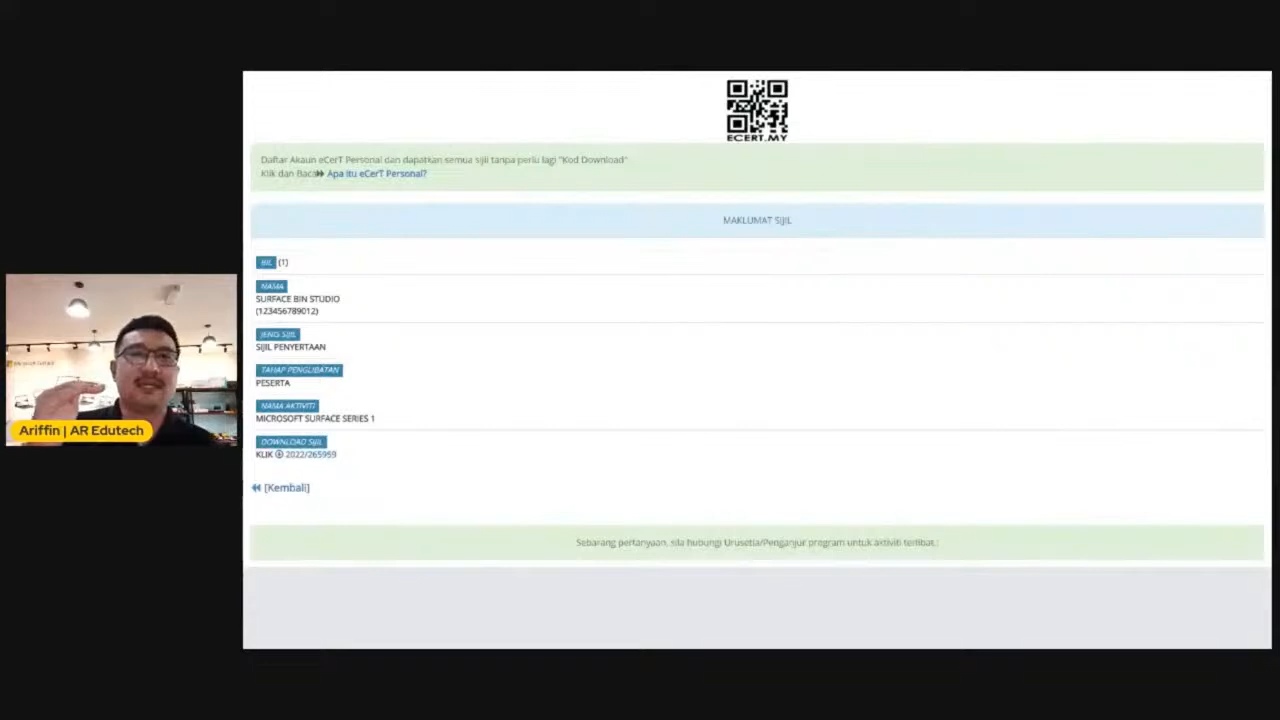 ECERT.MY
Daftar Akaun eCerT Personal dan dapatkan semua sijil tanpa perlu lagi "Kod Download"
Klik dan Baca Apa itu eCerT Personal?
MAKLUMAT SIJIL
BIL (1)
NAMA
SURFACE BIN STUDIO
(123456789012)
JENIS SIJIL
SIJIL PENYERTAAN
TAHAP PENGLIBATAN
PESERTA
NAMA AKTIVITI
MICROSOFT SURFACE SERIES 1
DOWNLOAD SIJIL
KLIK 2022/265959
[Kembali]
Sebarang pertanyaan, sila hubungi Urusetia/Penganjur program untuk aktiviti terlibat.:
Ariffin | AR Edutech